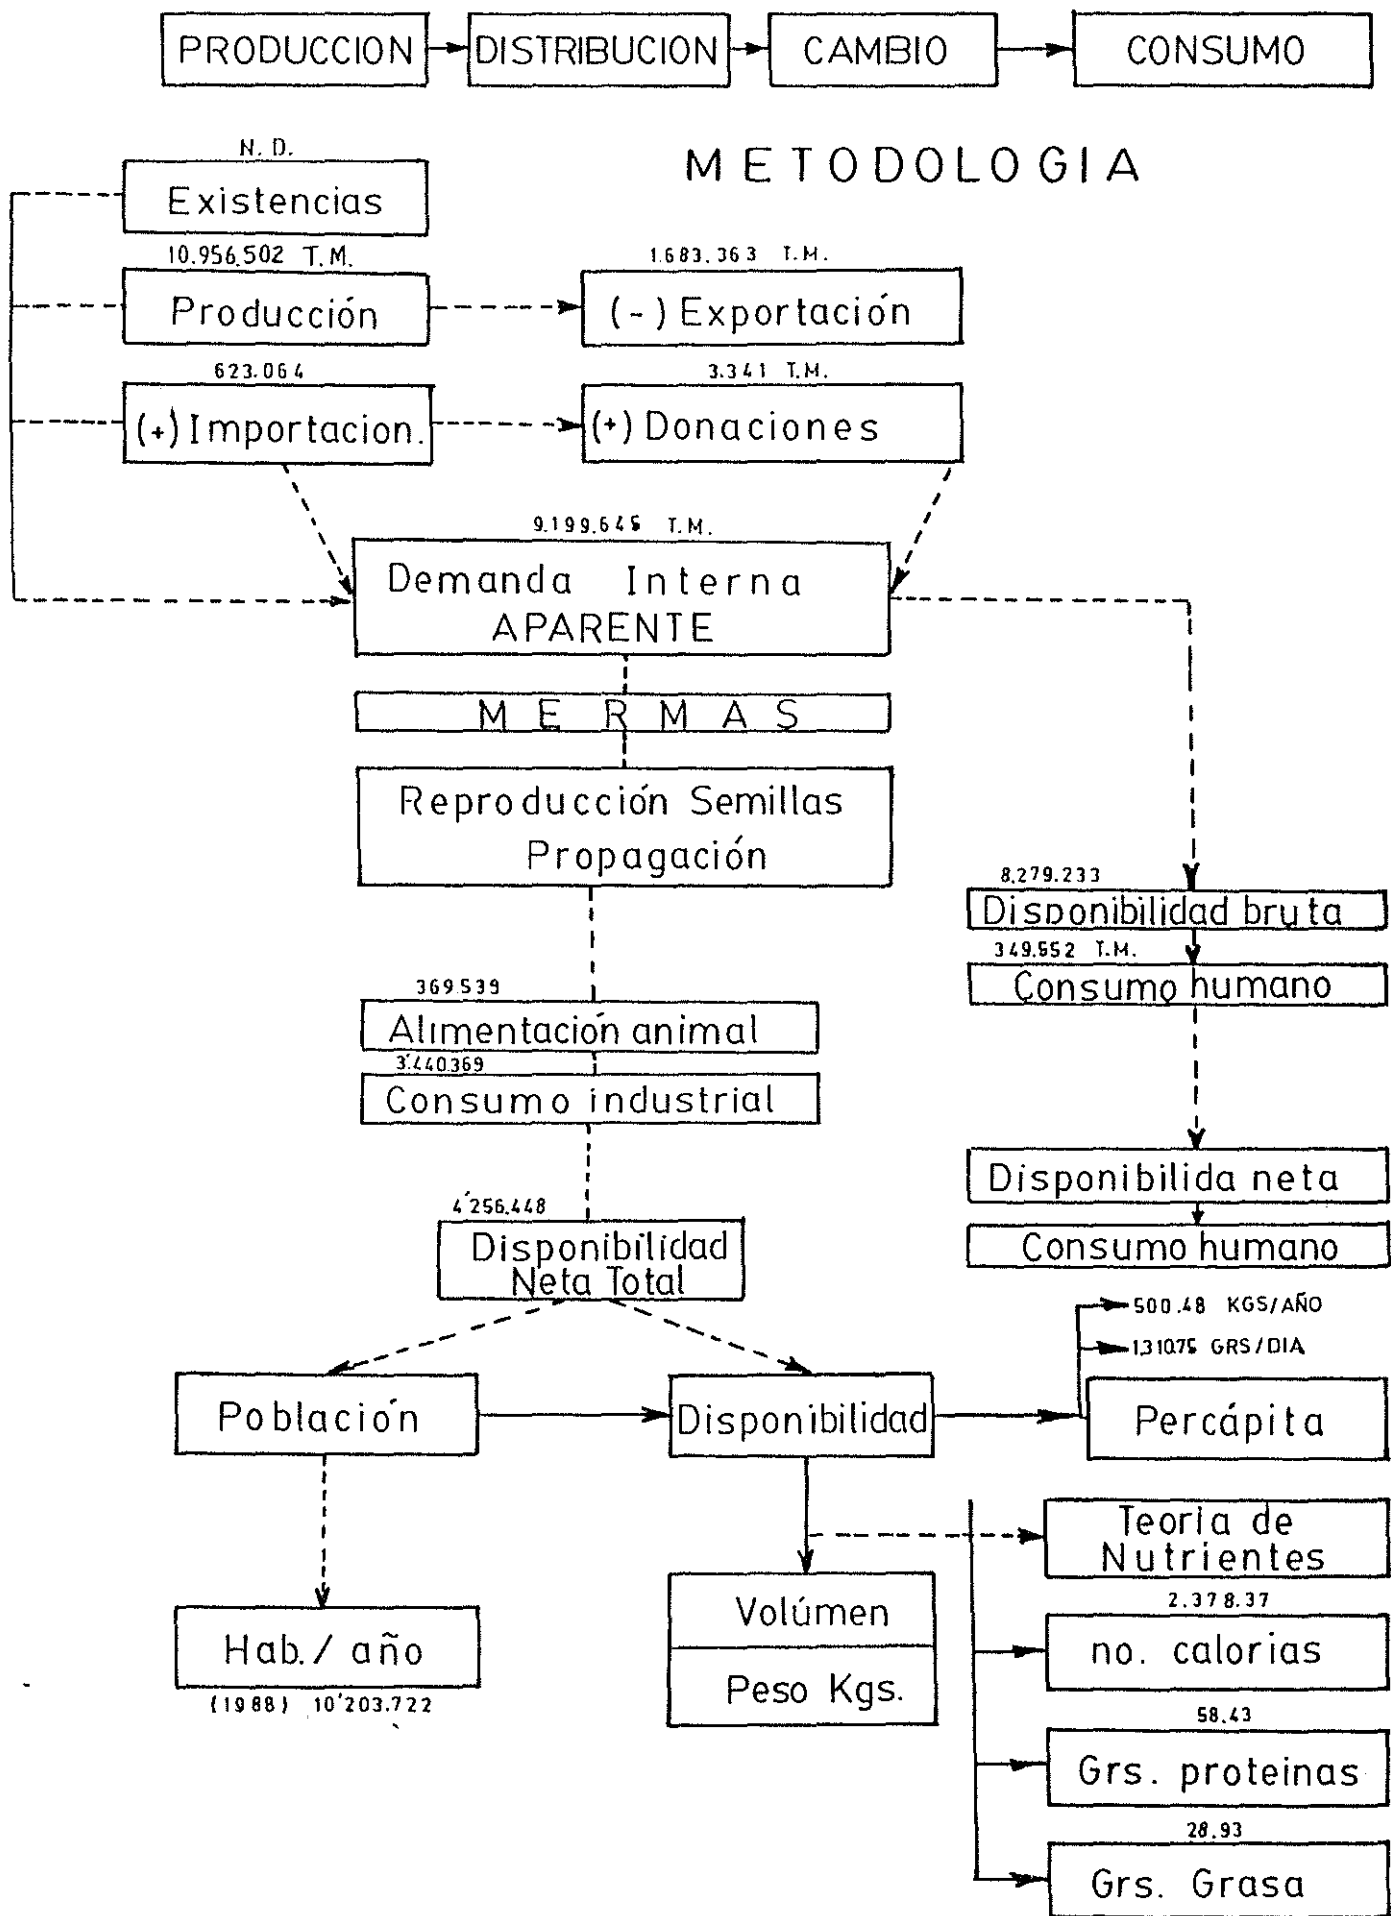 PRODUCCION DISTRIBUCION CAMBIO CONSUMO
METODOLOGIA
N. D.
Existencias
10.956.502 T.M.
Producción
1.683.363 T.M.
(-) Exportación
623.064
(+) Importacion.
3.341 T.M.
(+) Donaciones
9.199.645 T.M.
Demanda Interna
APARENTE
MERMAS
Reproducción Semillas
Propagación
8.279.233
Disponibilidad bruta
349.552 T.M.
Consumo humano
369.539
Alimentación animal
3'440.369
Consumo industrial
Disponibilida neta
Consumo humano
4'256.448
Disponibilidad
Neta Total
500.48 KGS/AÑO
1,310.75 GRS/DIA
Población
Disponibilidad
Percápita
Teoria de
Nutrientes
Volúmen
Peso Kgs.
Hab./ año
(1988) 10'203.722
2.378.37
no. calorias
58.43
Grs. proteinas
28.93
Grs. Grasa